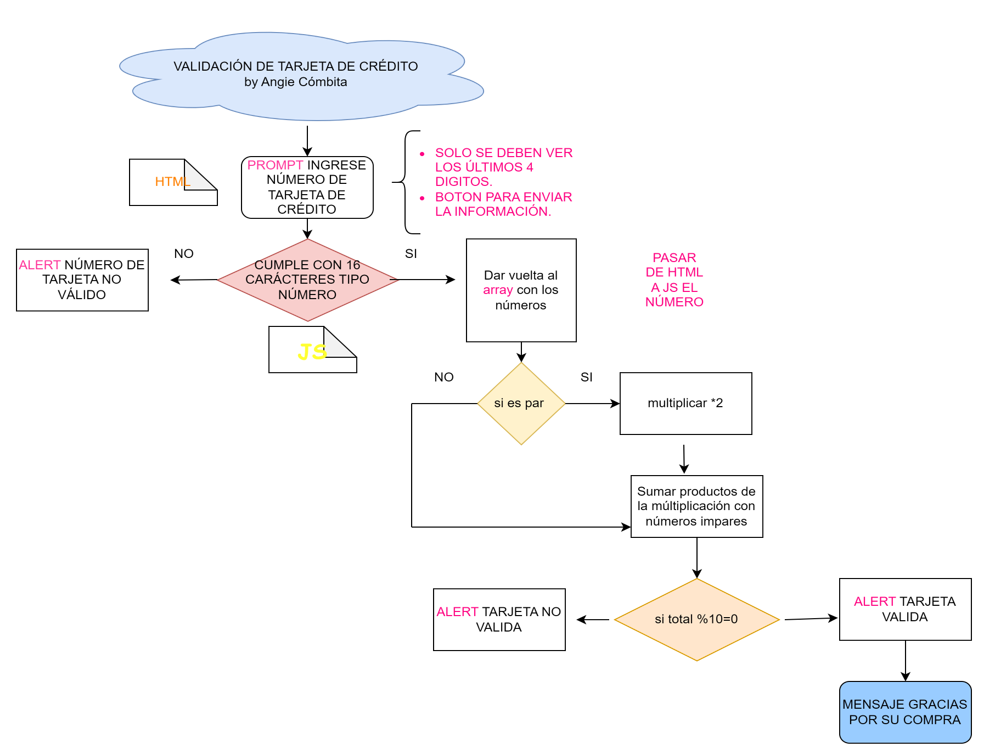 VALIDACIÓN DE TARJETA DE CRÉDITO
by Angie Cómbita
HTML
PROMPT INGRESE
NÚMERO DE
TARJETA DE
CRÉDITO
SOLO SE DEBEN VER
LOS ÚLTIMOS 4
DIGITOS.
BOTON PARA ENVIAR
LA INFORMACIÓN.
NO
SI
ALERT NÚMERO DE
TARJETA NO
VÁLIDO
CUMPLE CON 16
CARÁCTERES TIPO
NÚMERO
Dar vuelta al
array con los
números
PASAR
DE HTML
A JS EL
NÚMERO
JS
NO
SI
si es par
multiplicar *2
Sumar productos de
la múltiplicación con
números impares
ALERT TARJETA NO
VALIDA
si total %10=0
ALERT TARJETA
VALIDA
MENSAJE GRACIAS
POR SU COMPRA